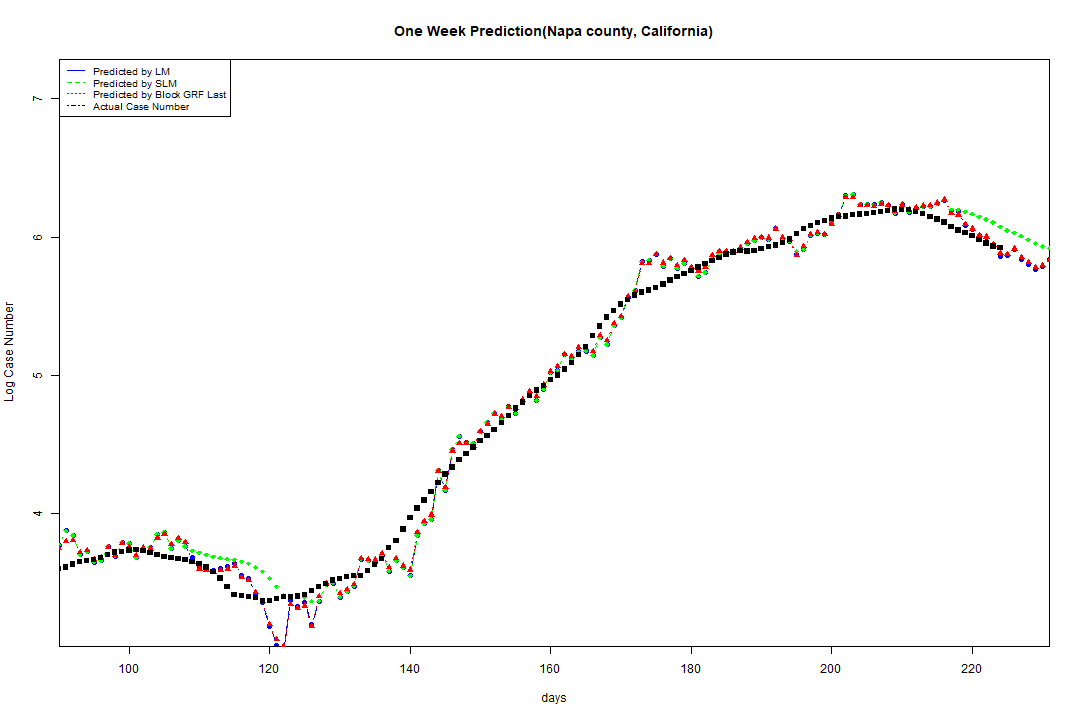 One Week Prediction(Napa county, California)
Predicted by LM
Predicted by SLM
Predicted by Block GRF Last
Actual Case Number
7
6
5
4
Log Case Number
100 120 140 160 180 200 220
days